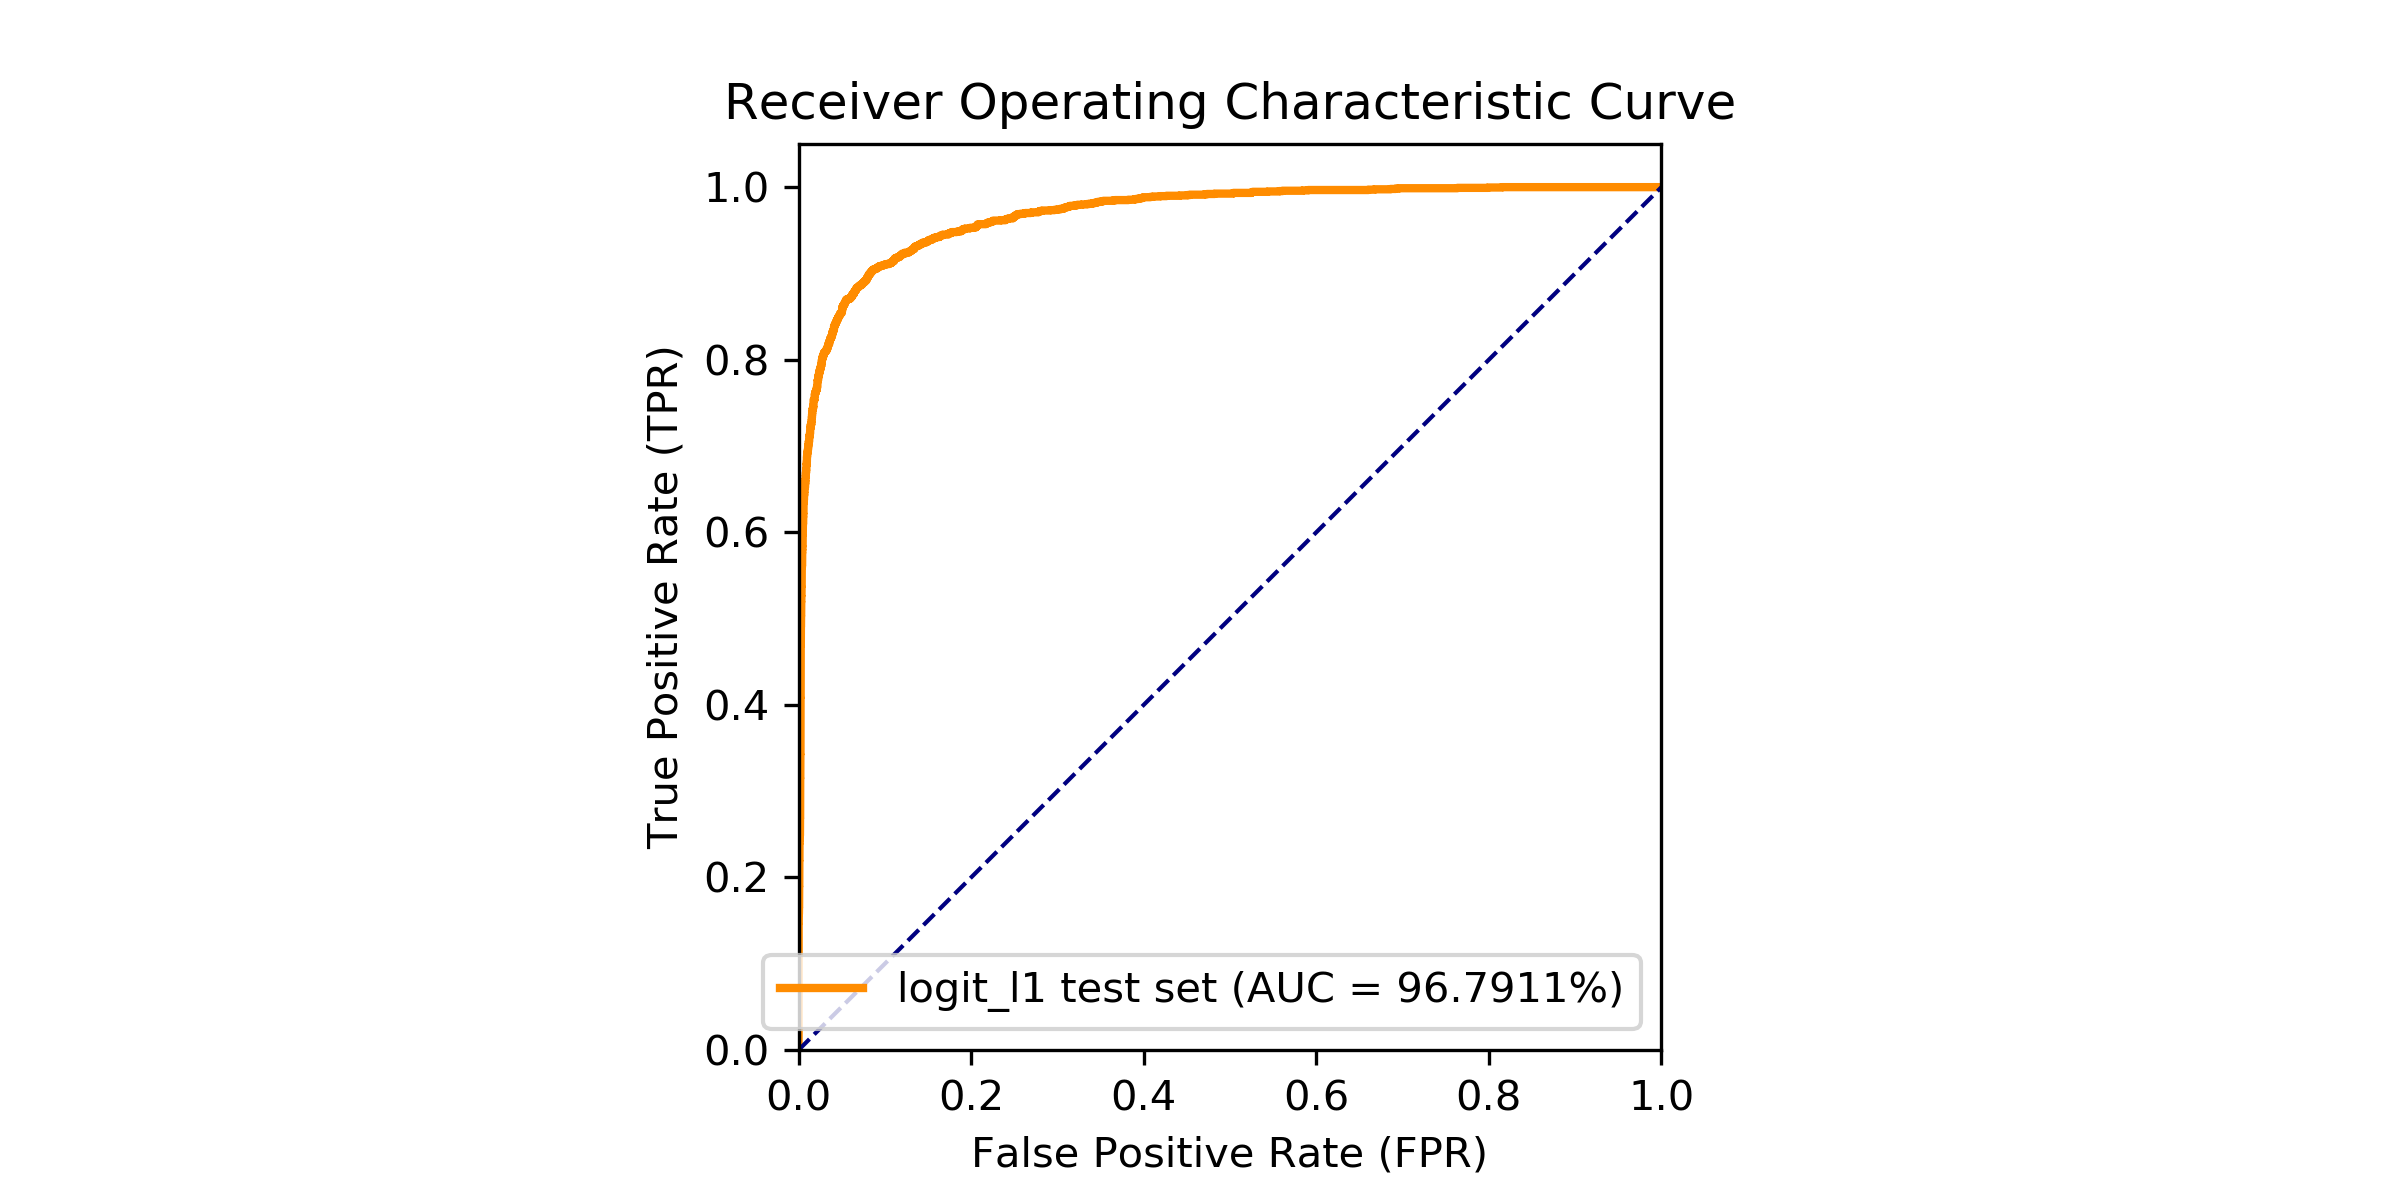 Receiver Operating Characteristic Curve
True Positive Rate (TPR)
1.0
0.8
0.6
0.4
0.2
0.0
logit_l1 test set (AUC = 96.7911%)
0.0 0.2 0.4 0.6 0.8 1.0
False Positive Rate (FPR)